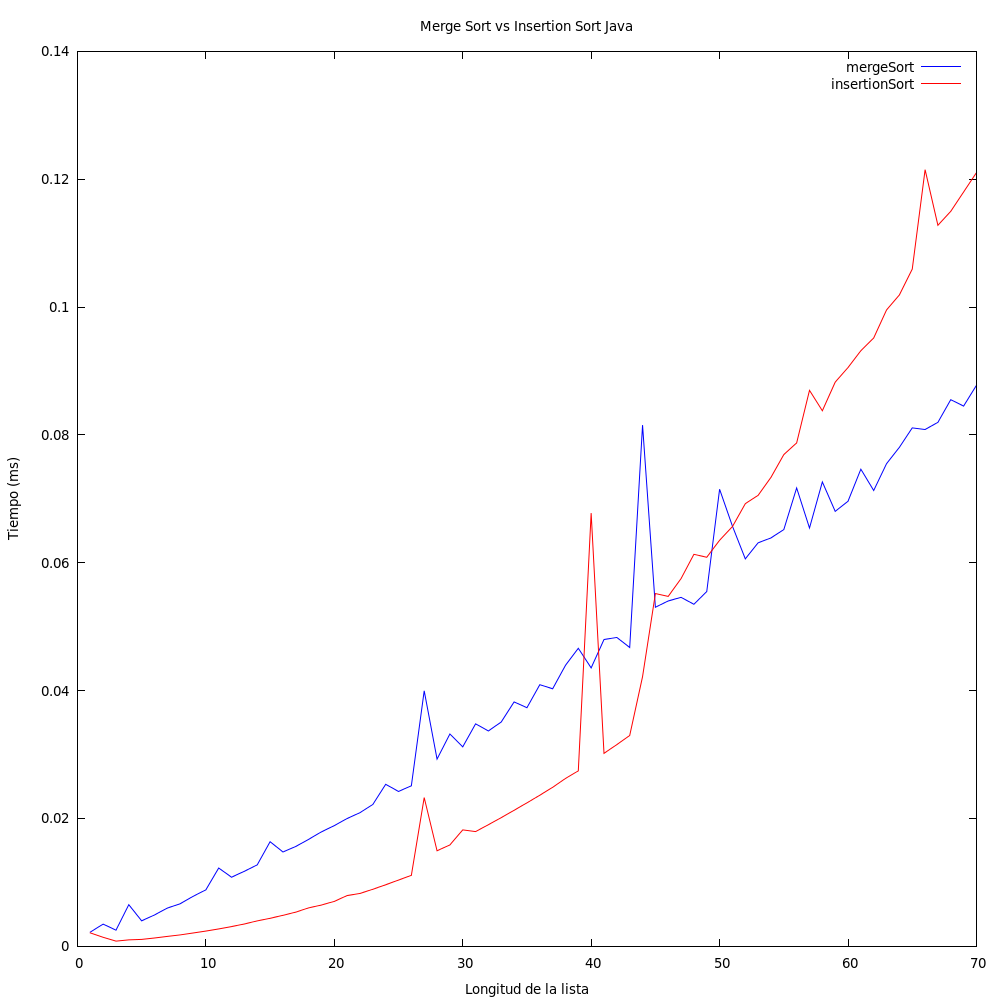 Merge Sort vs Insertion Sort Java
mergeSort
insertionSort
0.14
0.12
0.1
0.08
0.06
0.04
0.02
0
Tiempo (ms)
0 10 20 30 40 50 60 70
Longitud de la lista